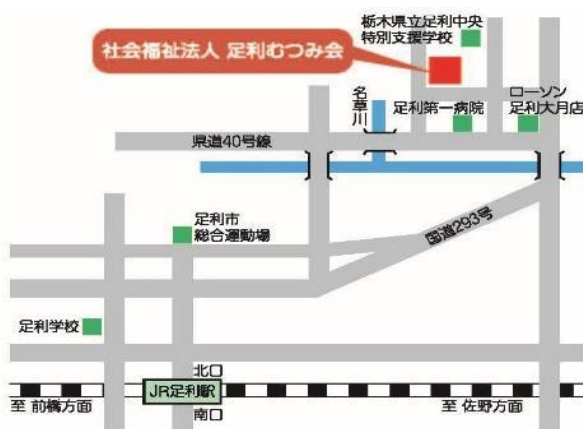 栃木県立足利中央
特別支援学校
社会福祉法人 足利むつみ会
名草川
足利第一病院
ローソン
足利大月店
県道40号線
足利市
総合運動場
国道293号
足利学校
北口
JR足利駅
南口
至 前橋方面
至 佐野方面